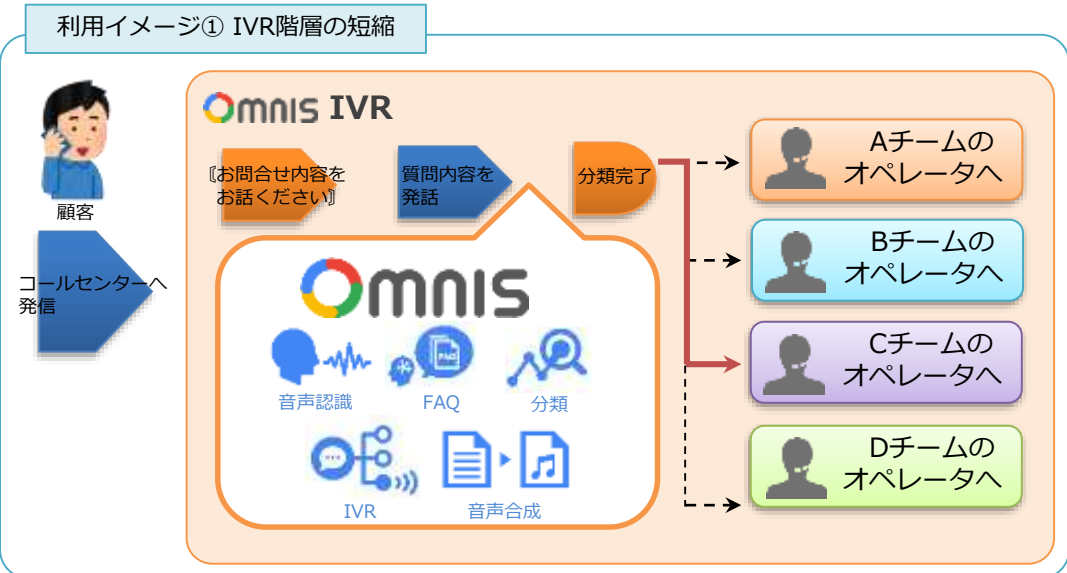 利用イメージ① IVR階層の短縮
OMNIS IVR
顧客
コールセンターへ
発信
〘お問合せ内容を
お話ください〙
質問内容を
発話
分類完了
OMNIS
音声認識
FAQ
分類
IVR
音声合成
Aチームの
オペレータへ
Bチームの
オペレータへ
Cチームの
オペレータへ
Dチームの
オペレータへ